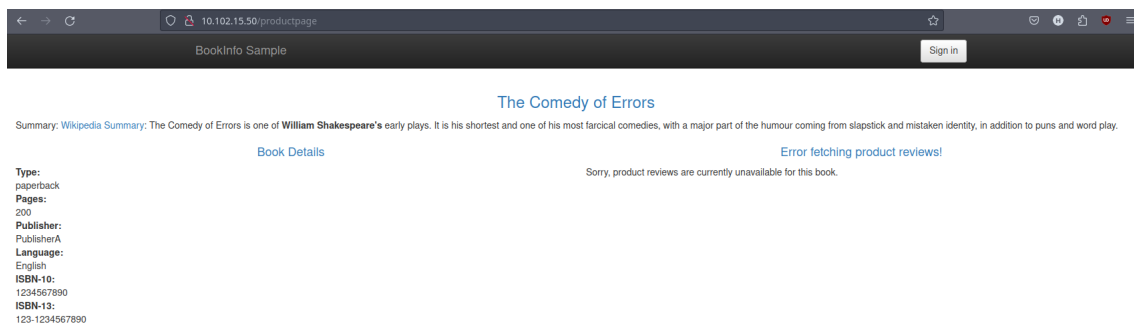 10.102.15.50/productpage
BookInfo Sample
Sign in
The Comedy of Errors
Summary: Wikipedia Summary: The Comedy of Errors is one of William Shakespeare's early plays. It is his shortest and one of his most farcical comedies, with a major part of the humour coming from slapstick and mistaken identity, in addition to puns and word play.
Book Details
Type:
paperback
Pages:
200
Publisher:
PublisherA
Language:
English
ISBN-10:
1234567890
ISBN-13:
123-1234567890
Error fetching product reviews!
Sorry, product reviews are currently unavailable for this book.